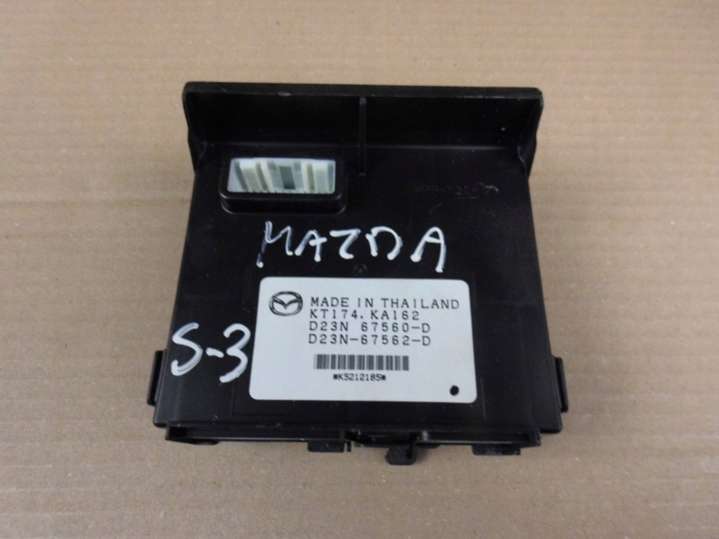 MAZDA
MADE IN THAILAND
KT174. KA162
D23N 67560-D
D23N-67562-D
*K5212185*
S-3